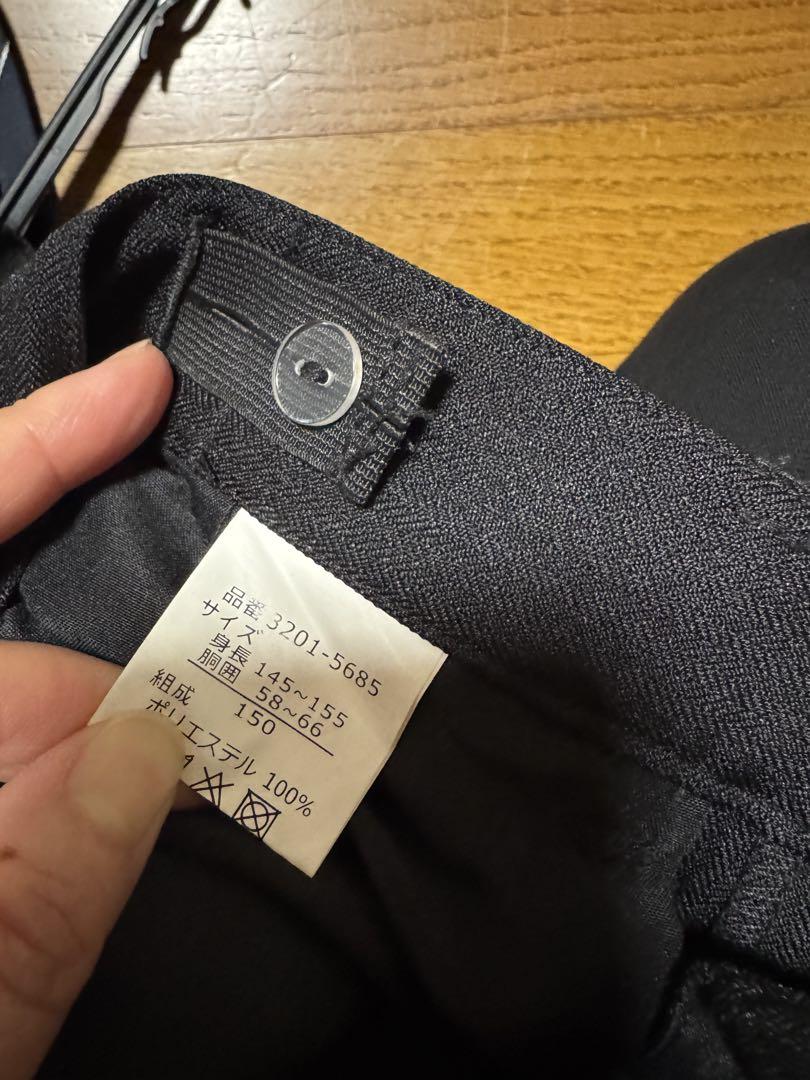 品番 3201-5685
サイズ
身長 145~155
胴囲 58~66
150
組成
ポリエステル 100%